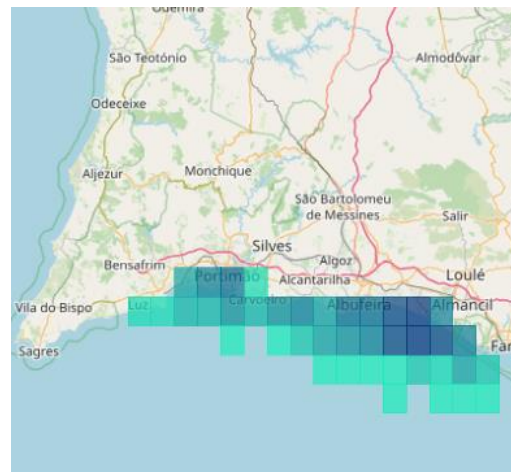 Odemira
São Teotónio
Almodôvar
Odeceixe
Aljezur
Monchique
São Bartolomeu
de Messines
Salir
Silves
Bensafrim
Algoz
Portimão
Alcantarilha
Loulé
Vila do Bispo
Luz
Carvoeiro
Albufeira
Almancil
Sagres
Far